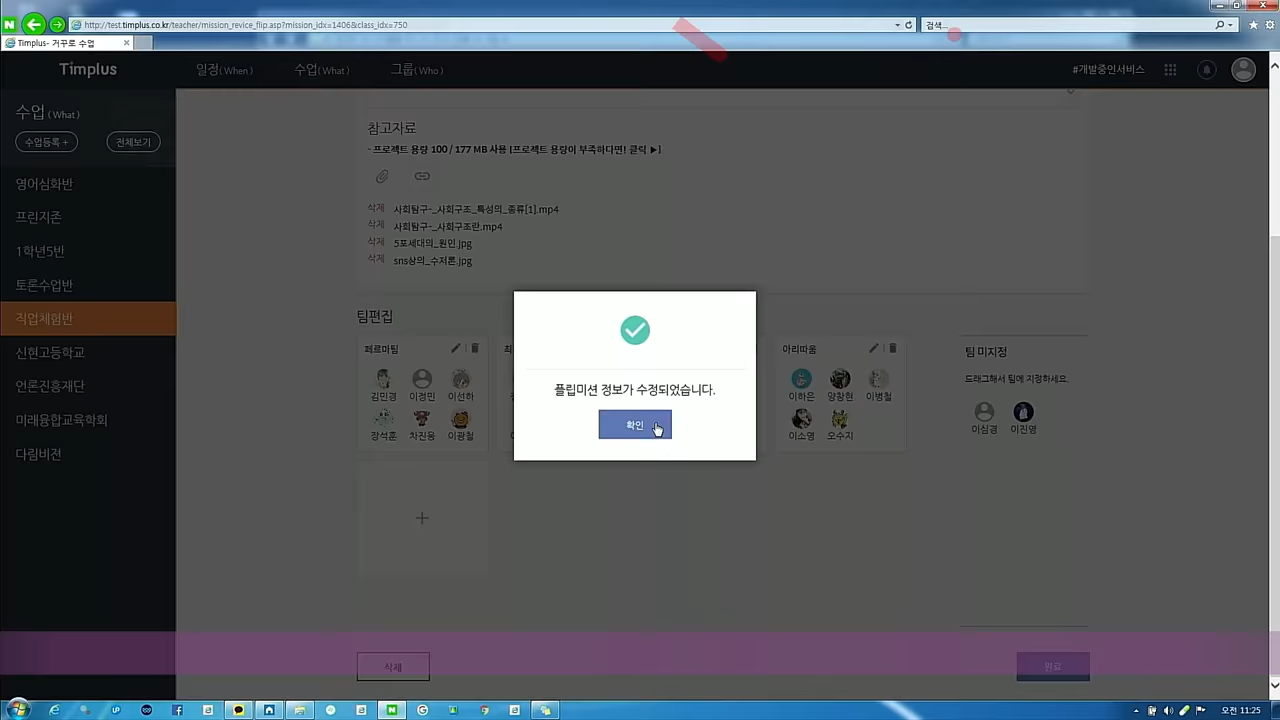 http://test.timplus.co.kr/teacher/mission_revice_flip.asp?mission_idx=1406&class_idx=750
검색...
Timplus- 거꾸로 수업
Timplus
일정(When)
수업(What)
그룹(Who)
#개발중인서비스
수업(What)
수업등록 +
전체보기
영어심화반
프린지존
1학년5반
토론수업반
직업체험반
신현고등학교
언론진흥재단
미래융합교육학회
다림비젼
참고자료
- 프로젝트 용량 100 / 177 MB 사용 [프로젝트 용량이 부족하다면! 클릭 ▶]
삭제 사회탐구-_사회구조_특성의_종류[1].mp4
삭제 사회탐구-_사회구조란.mp4
삭제 5포세대의_원인.jpg
삭제 sns상의_수저론.jpg
팀편집
페르마팀
김민경 이경민 이선하
장석훈 차진웅 이광철
최
플립미션 정보가 수정되었습니다.
확인
아리따움
이하은 양창현 이병철
이소영 오수지
팀 미지정
드래그해서 팀에 지정하세요.
이심경 이진영
+
삭제
완료
오전 11:25